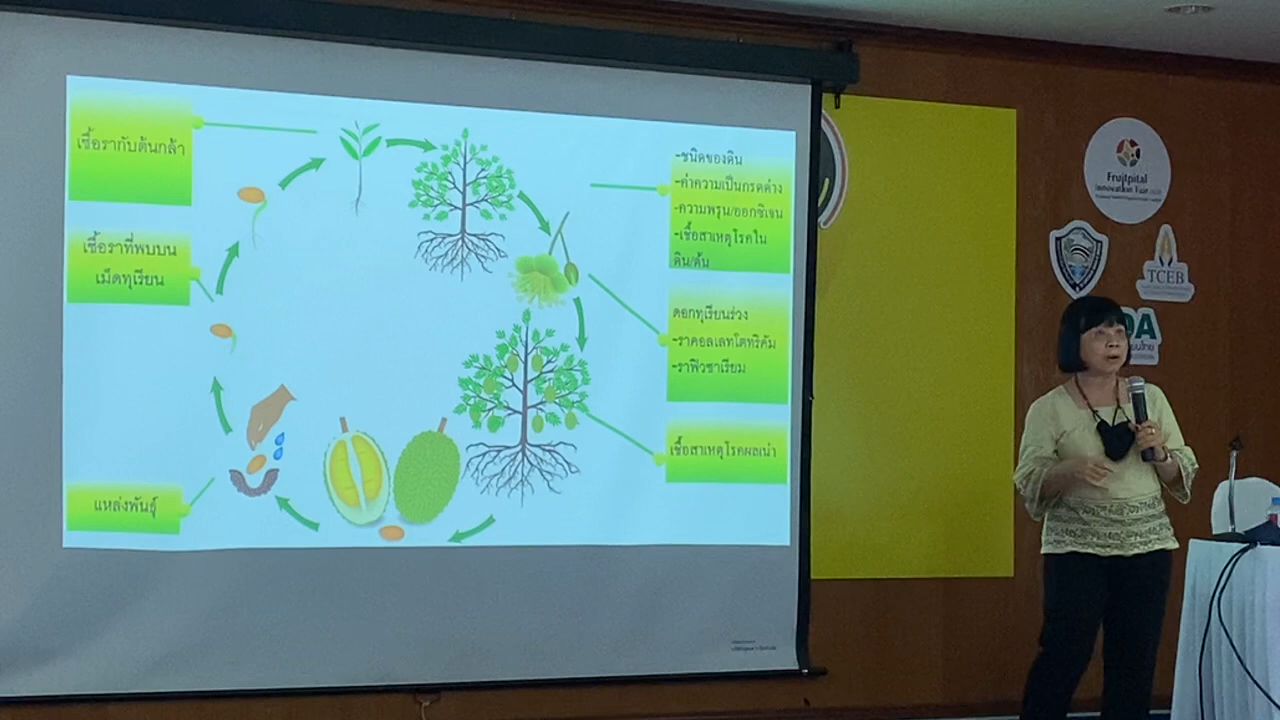 เชื้อรากับต้นกล้า
เชื้อราที่พบบน
เม็ดทุเรียน
แหล่งพันธุ์
-ชนิดของดิน
-ค่าความเป็นกรดด่าง
-ความพรุน/ออกซิเจน
-เชื้อสาเหตุโรคใน
ดิน/ต้น
ดอกทุเรียนร่วง
-ราคอลเลทโตทริคัม
-ราฟิวซาเรียม
เชื้อสาเหตุโรคผลเน่า
Fruitpital
Innovation Fair
TCEB
DA